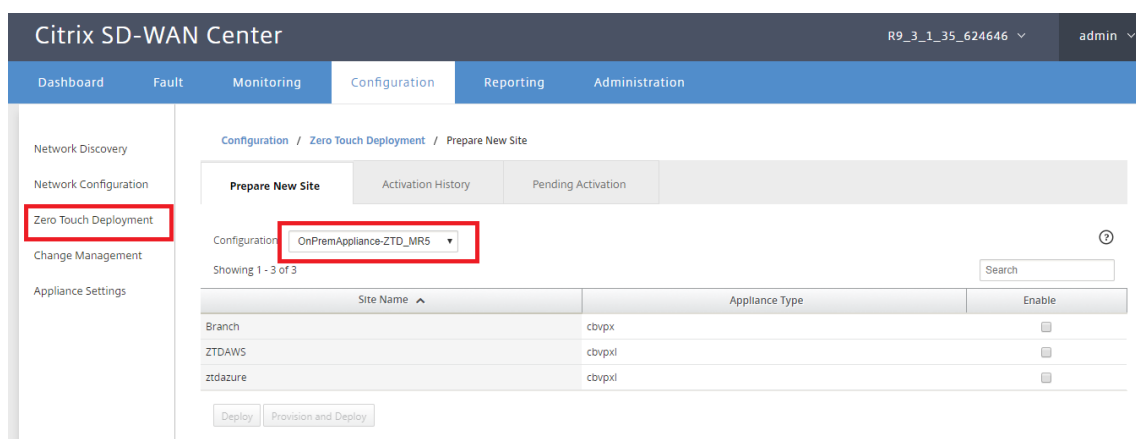 Citrix SD-WAN Center R9_3_1_35_624646 admin
Dashboard Fault Monitoring Configuration Reporting Administration
Network Discovery
Network Configuration
Zero Touch Deployment
Change Management
Appliance Settings
Configuration / Zero Touch Deployment / Prepare New Site
Prepare New Site Activation History Pending Activation
Configuration OnPremAppliance-ZTD_MR5 ?
Showing 1 - 3 of 3 Search
Site Name Appliance Type Enable
Branch cbvpx
ZTDAWS cbvpxl
ztdazure cbvpxl
Deploy Provision and Deploy